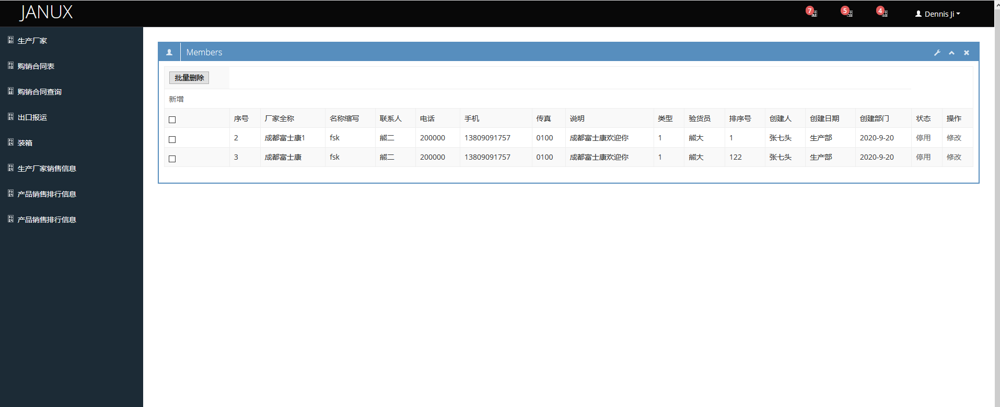 JANUX
7 5 4 Dennis Ji
生产厂家
购销合同表
购销合同查询
出口报运
装箱
生产厂家销售信息
产品销售排行信息
产品销售排行信息
Members
批量删除
新增
序号 厂家全称 名称缩写 联系人 电话 手机 传真 说明 类型 验货员 排序号 创建人 创建日期 创建部门 状态 操作
2 成都富士康1 fsk 熊二 200000 13809091757 0100 成都富士康欢迎你 1 熊大 1 张七头 生产部 2020-9-20 停用 修改
3 成都富士康 fsk 熊二 200000 13809091757 0100 成都富士康欢迎你 1 熊大 122 张七头 生产部 2020-9-20 停用 修改